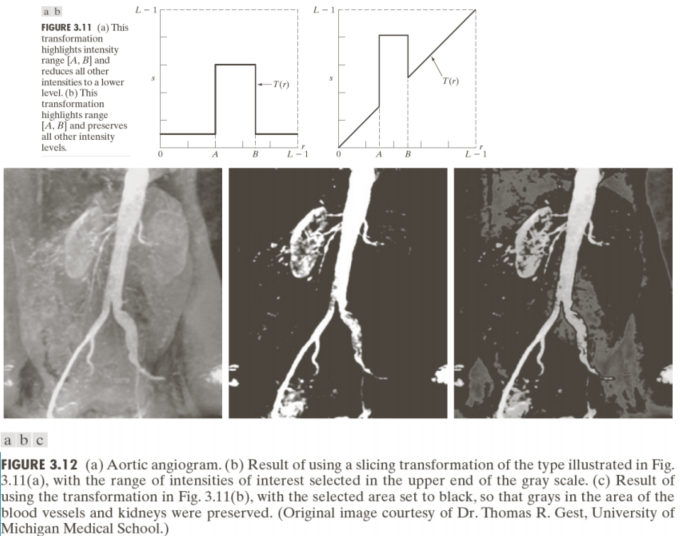 a b
FIGURE 3.11 (a) This
transformation
highlights intensity
range [A, B] and
reduces all other
intensities to a lower
level. (b) This
transformation
highlights range
[A, B] and preserves
all other intensity
levels.
L – 1
s
T(r)
0
A
B
L – 1
r
L – 1
s
T(r)
0
A
B
L – 1
r
a b c
FIGURE 3.12 (a) Aortic angiogram. (b) Result of using a slicing transformation of the type illustrated in Fig.
3.11(a), with the range of intensities of interest selected in the upper end of the gray scale. (c) Result of
using the transformation in Fig. 3.11(b), with the selected area set to black, so that grays in the area of the
blood vessels and kidneys were preserved. (Original image courtesy of Dr. Thomas R. Gest, University of
Michigan Medical School.)